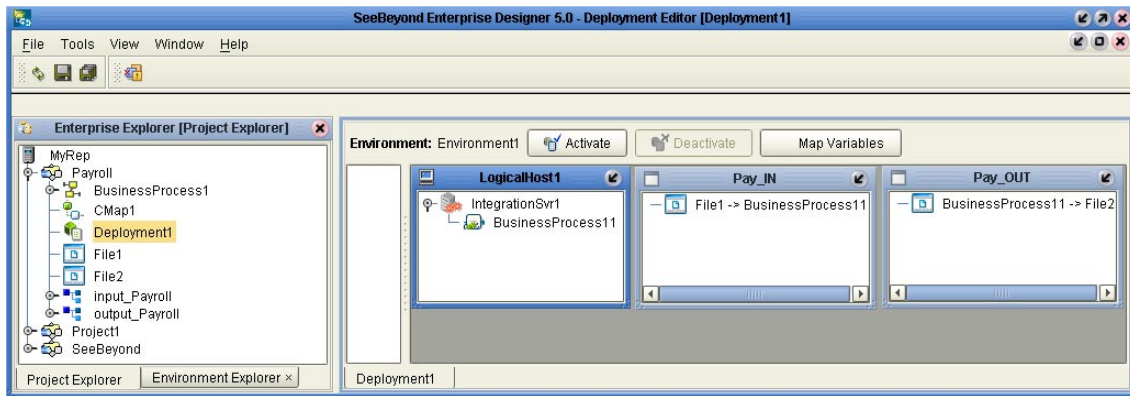 SeeBeyond Enterprise Designer 5.0 - Deployment Editor [Deployment1]
File Tools View Window Help
Enterprise Explorer [Project Explorer]
MyRep
Payroll
BusinessProcess1
CMap1
Deployment1
File1
File2
input_Payroll
output_Payroll
Project1
SeeBeyond
Project Explorer
Environment Explorer ×
Environment: Environment1
Activate
Deactivate
Map Variables
LogicalHost1
IntegrationSvr1
BusinessProcess11
Pay_IN
File1 -> BusinessProcess11
Pay_OUT
BusinessProcess11 -> File2
Deployment1